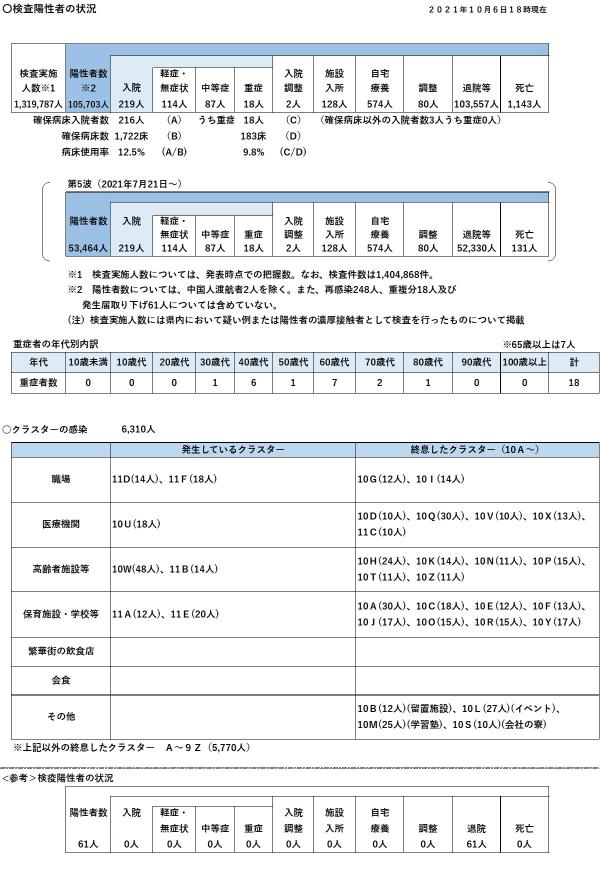 〇検査陽性者の状況
２０２１年１０月６日１８時現在
検査実施人数※1 陽性者数※2 入院 軽症・無症状 中等症 重症 入院調整 施設入所 自宅療養 調整 退院等 死亡
1,319,787人 105,703人 219人 114人 87人 18人 2人 128人 574人 80人 103,557人 1,143人
確保病床入院者数 216人 (A) うち重症 18人 (C) （確保病床以外の入院者数3人うち重症0人）
確保病床数 1,722床 (B) 183床 (D)
病床使用率 12.5% (A/B) 9.8% (C/D)
第5波（2021年7月21日～）
陽性者数 入院 軽症・無症状 中等症 重症 入院調整 施設入所 自宅療養 調整 退院等 死亡
53,464人 219人 114人 87人 18人 2人 128人 574人 80人 52,330人 131人
※1　検査実施人数については、発表時点での把握数。なお、検査件数は1,404,868件。
※2　陽性者数については、中国人渡航者2人を除く。また、再感染248人、重複分18人及び
発生届取り下げ61人については含めていない。
(注）検査実施人数には県内において疑い例または陽性者の濃厚接触者として検査を行ったものについて掲載
重症者の年代別内訳
※65歳以上は7人
年代 10歳未満 10歳代 20歳代 30歳代 40歳代 50歳代 60歳代 70歳代 80歳代 90歳代 100歳以上 計
重症者数 0 0 0 1 6 1 7 2 1 0 0 18
〇クラスターの感染 6,310人
発生しているクラスター 終息したクラスター（10Ａ～）
職場 11D(14人)、11Ｆ(18人) 10Ｇ(12人)、10Ｉ(14人)
医療機関 10Ｕ(18人) 10Ｄ(10人)、10Ｑ(30人)、10Ｖ(10人)、10Ｘ(13人)、
11Ｃ(10人)
高齢者施設等 10W(48人)、11Ｂ(14人) 10Ｈ(24人)、10Ｋ(14人)、10Ｎ(11人)、10Ｐ(15人)、
10Ｔ(11人)、10Ｚ(11人)
保育施設・学校等 11Ａ(12人)、11Ｅ(20人) 10Ａ(30人)、10Ｃ(18人)、10Ｅ(12人)、10Ｆ(13人)、
10Ｊ(17人)、10Ｏ(15人)、10Ｒ(15人)、10Ｙ(17人)
繁華街の飲食店
会食
その他 10Ｂ(12人)(留置施設)、10Ｌ(27人)(イベント)、
10M(25人)(学習塾)、10Ｓ(10人)(会社の寮)
※上記以外の終息したクラスター　Ａ～９Ｚ（5,770人）
<参考>検疫陽性者の状況
陽性者数 入院 軽症・無症状 中等症 重症 入院調整 施設入所 自宅療養 調整 退院 死亡
61人 0人 0人 0人 0人 0人 0人 0人 0人 61人 0人